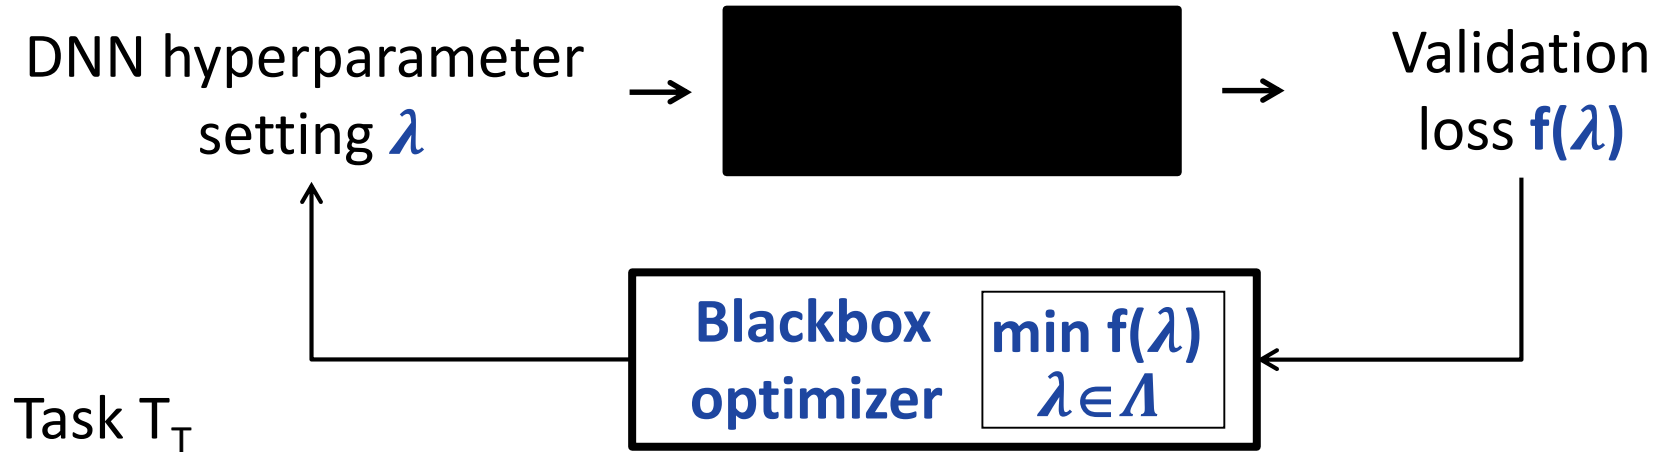 DNN hyperparameter
setting λ
Validation
loss f(λ)
Blackbox
optimizer
min f(λ)
λ∈Λ
Task T_T